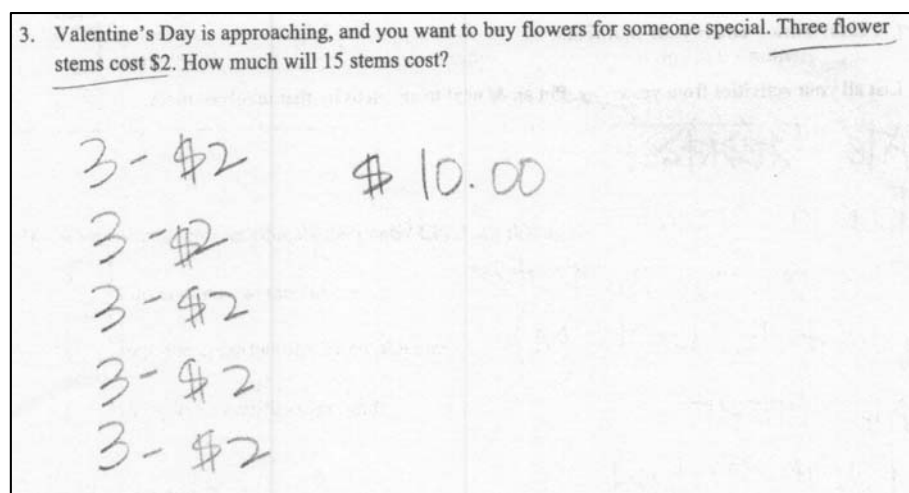 3. Valentine's Day is approaching, and you want to buy flowers for someone special. Three flower
stems cost $2. How much will 15 stems cost?
3 - $2
$ 10.00
3 - $2
3 - $2
3 - $2
3 - $2